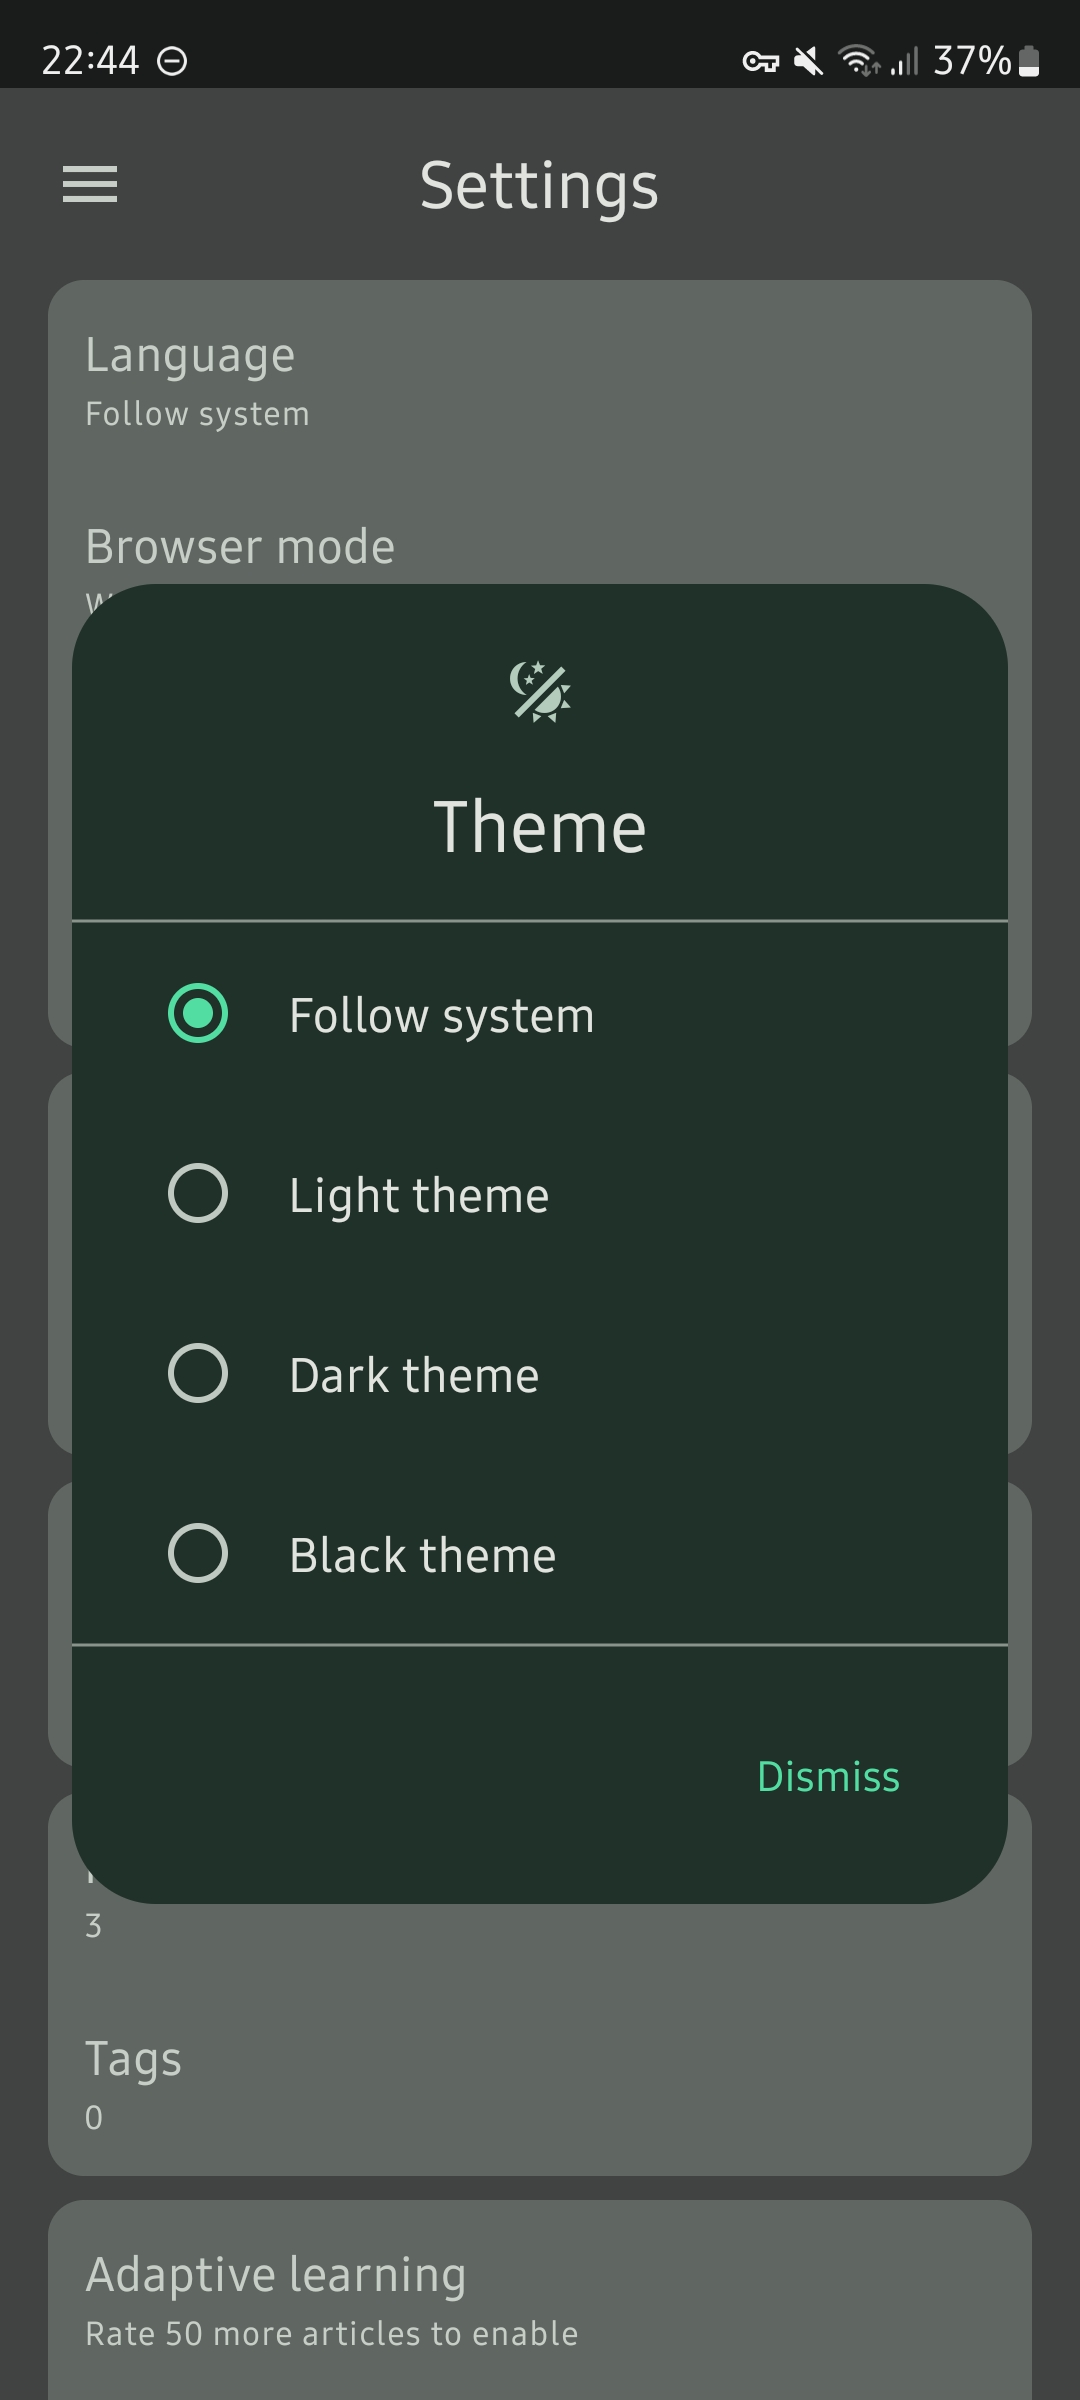 22:44
37%
Settings
Language
Follow system
Browser mode
Theme
Follow system
Light theme
Dark theme
Black theme
Dismiss
3
Tags
0
Adaptive learning
Rate 50 more articles to enable